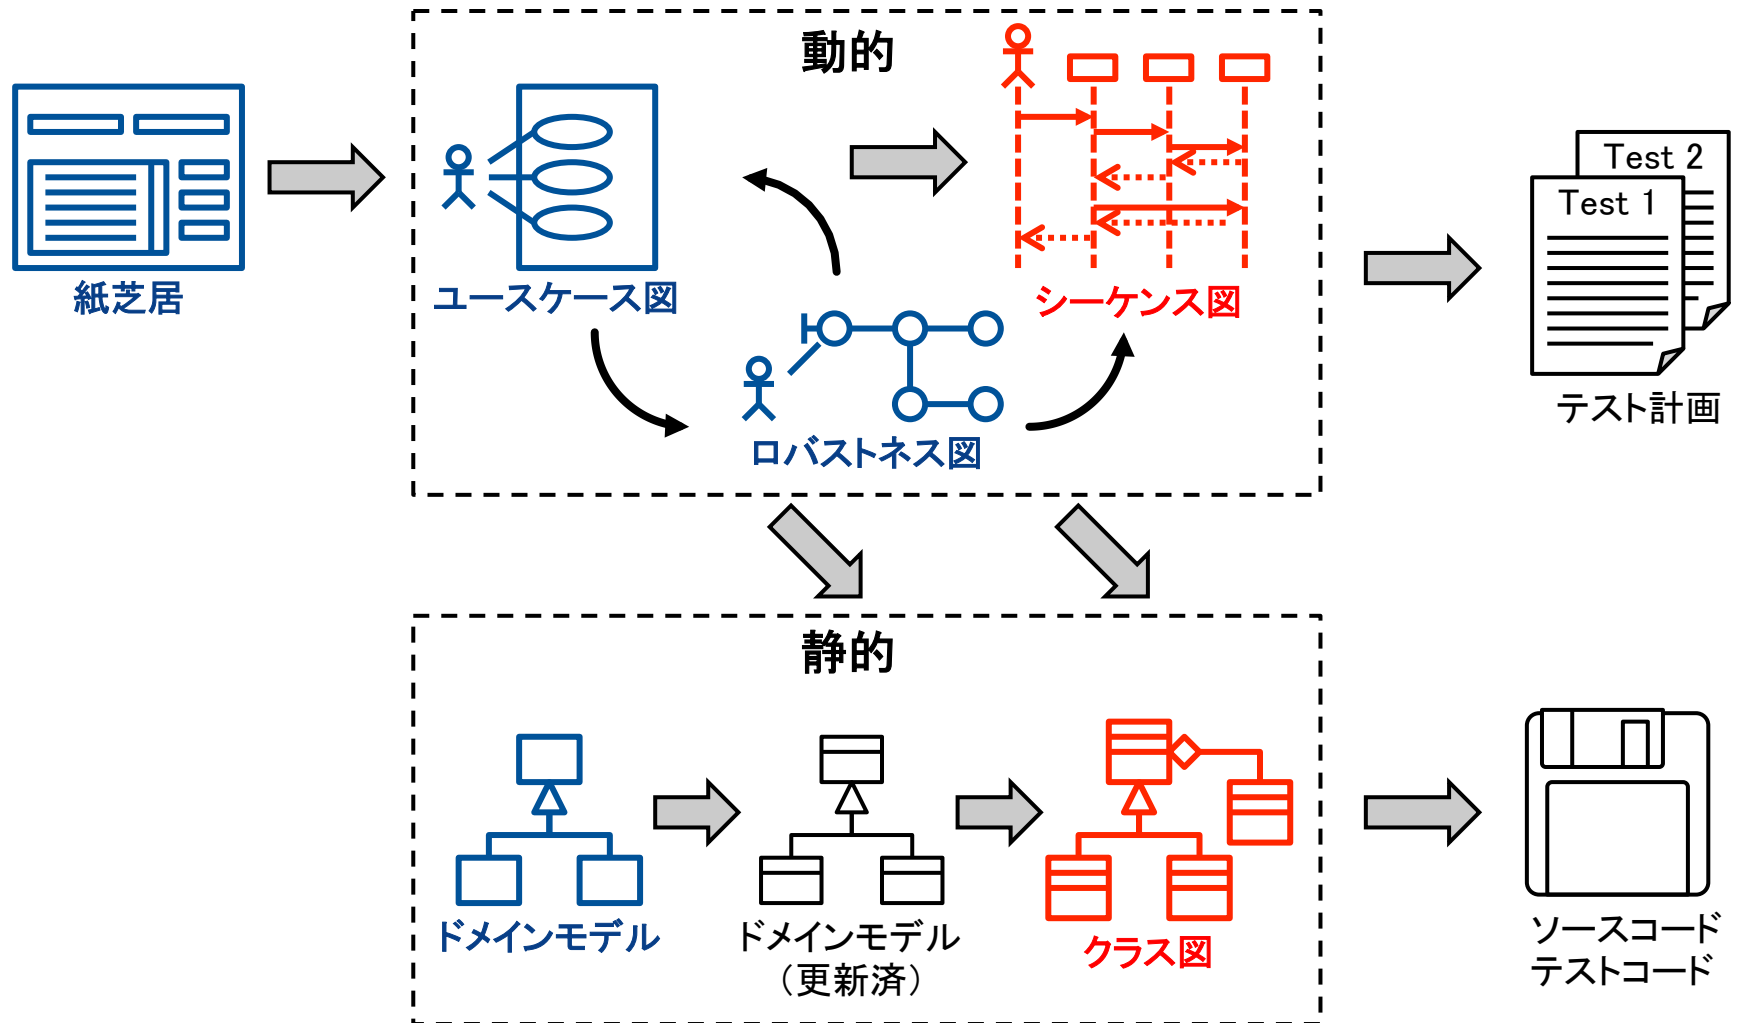 動的
Test 2
Test 1
紙芝居
ユースケース図
シーケンス図
テスト計画
ロバストネス図
静的
ドメインモデル
ドメインモデル
（更新済）
クラス図
ソースコード
テストコード